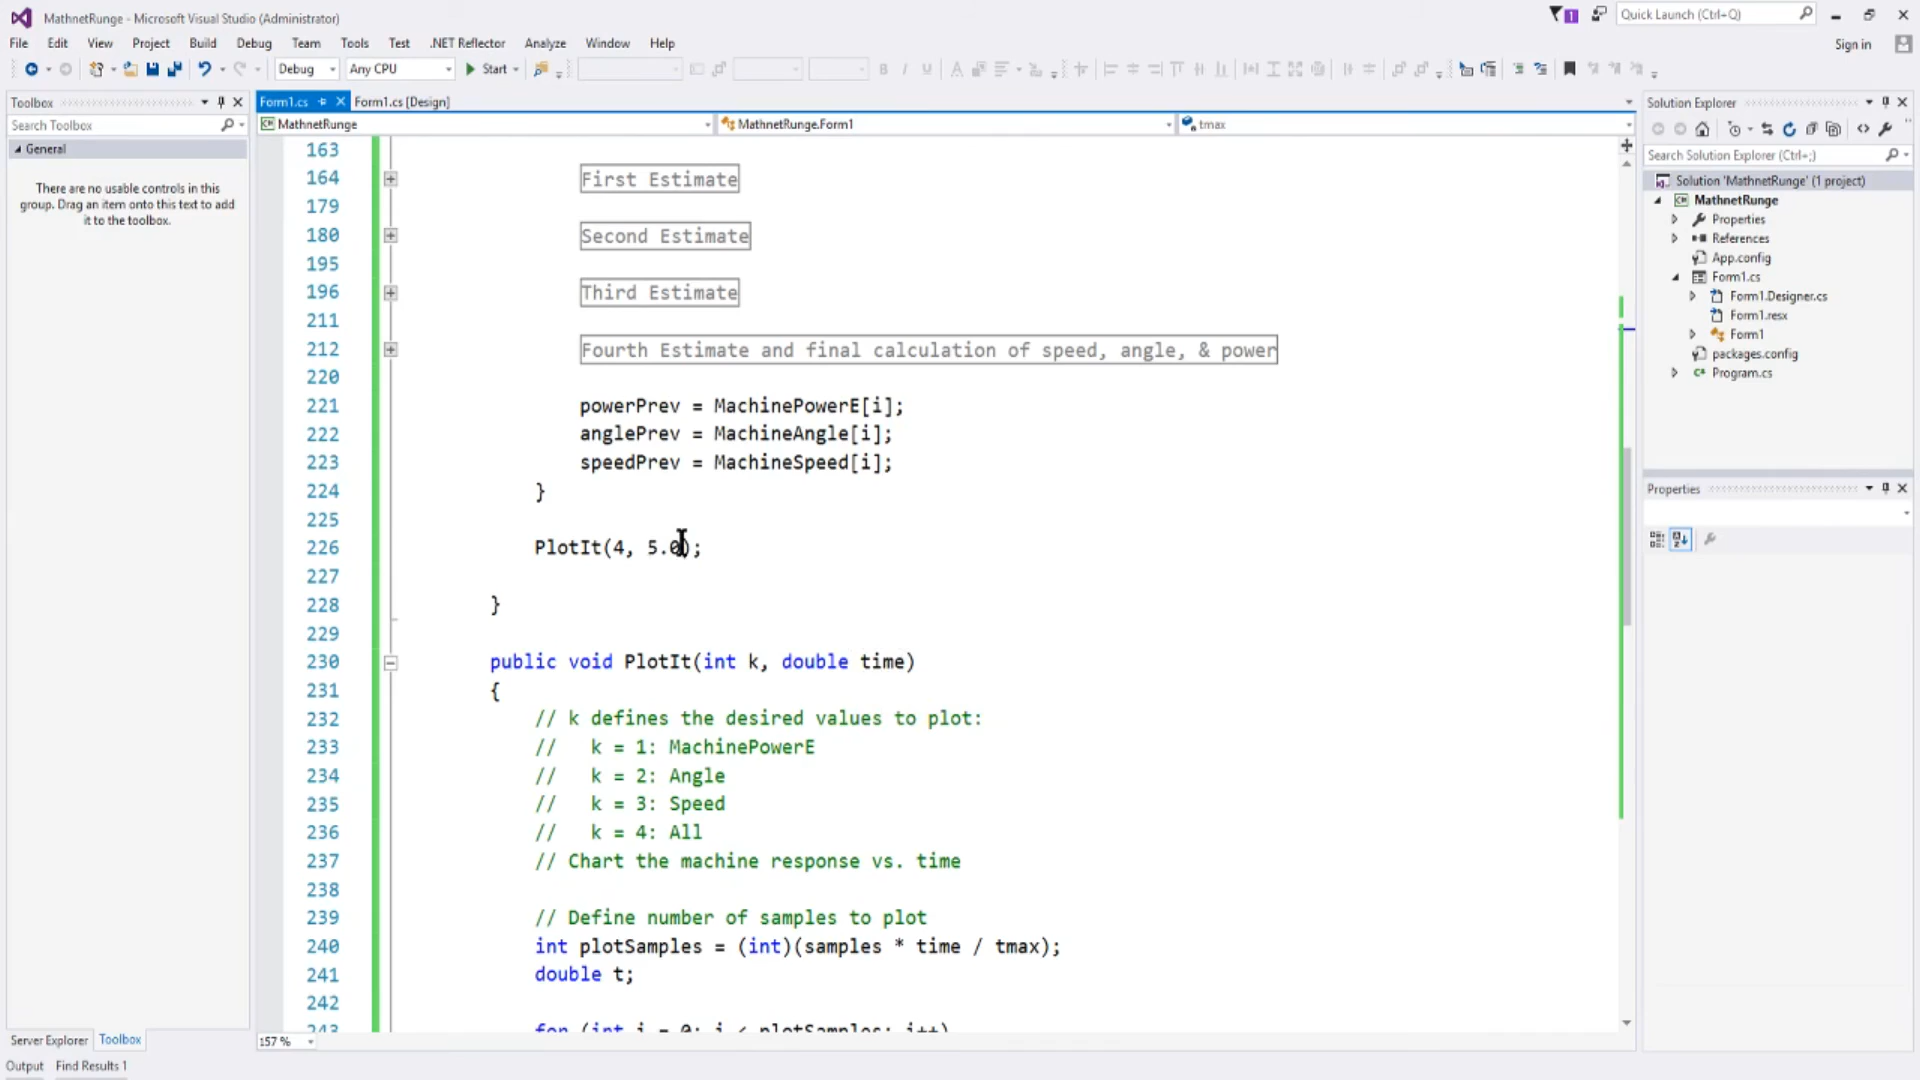 MathnetRunge - Microsoft Visual Studio (Administrator)
1
Quick Launch (Ctrl+Q)
File Edit View Project Build Debug Team Tools Test .NET Reflector Analyze Window Help
Sign in
Debug Any CPU Start
Toolbox
Search Toolbox
General
There are no usable controls in this
group. Drag an item onto this text to add
it to the toolbox.
Form1.cs Form1.cs [Design]
MathnetRunge MathnetRunge.Form1 tmax
163
164 First Estimate
179
180 Second Estimate
195
196 Third Estimate
211
212 Fourth Estimate and final calculation of speed, angle, & power
220
221 powerPrev = MachinePowerE[i];
222 anglePrev = MachineAngle[i];
223 speedPrev = MachineSpeed[i];
224 }
225
226 PlotIt(4, 5.0);
227
228 }
229
230 public void PlotIt(int k, double time)
231 {
232 // k defines the desired values to plot:
233 // k = 1: MachinePowerE
234 // k = 2: Angle
235 // k = 3: Speed
236 // k = 4: All
237 // Chart the machine response vs. time
238
239 // Define number of samples to plot
240 int plotSamples = (int)(samples * time / tmax);
241 double t;
242
243 for (int i = 0; i < plotSamples; i++)
157 %
Solution Explorer
Search Solution Explorer (Ctrl+;)
Solution 'MathnetRunge' (1 project)
MathnetRunge
Properties
References
App.config
Form1.cs
Form1.Designer.cs
Form1.resx
Form1
packages.config
Program.cs
Properties
Server Explorer Toolbox
Output Find Results 1